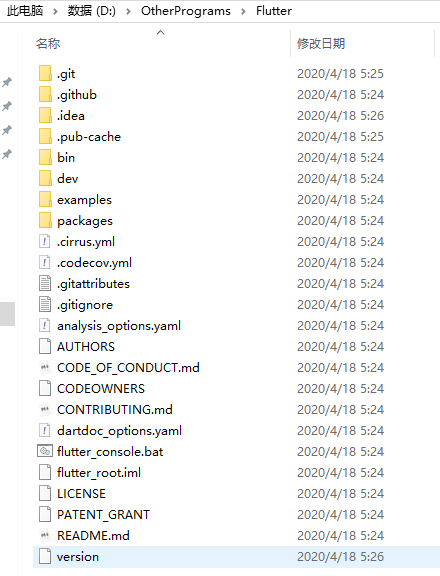 此电脑 > 数据 (D:) > OtherPrograms > Flutter
名称 修改日期
.git 2020/4/18 5:25
.github 2020/4/18 5:24
.idea 2020/4/18 5:26
.pub-cache 2020/4/18 5:25
bin 2020/4/18 5:24
dev 2020/4/18 5:24
examples 2020/4/18 5:24
packages 2020/4/18 5:24
.cirrus.yml 2020/4/18 5:24
.codecov.yml 2020/4/18 5:24
.gitattributes 2020/4/18 5:24
.gitignore 2020/4/18 5:24
analysis_options.yaml 2020/4/18 5:24
AUTHORS 2020/4/18 5:24
CODE_OF_CONDUCT.md 2020/4/18 5:24
CODEOWNERS 2020/4/18 5:24
CONTRIBUTING.md 2020/4/18 5:24
dartdoc_options.yaml 2020/4/18 5:24
flutter_console.bat 2020/4/18 5:24
flutter_root.iml 2020/4/18 5:24
LICENSE 2020/4/18 5:24
PATENT_GRANT 2020/4/18 5:24
README.md 2020/4/18 5:24
version 2020/4/18 5:26